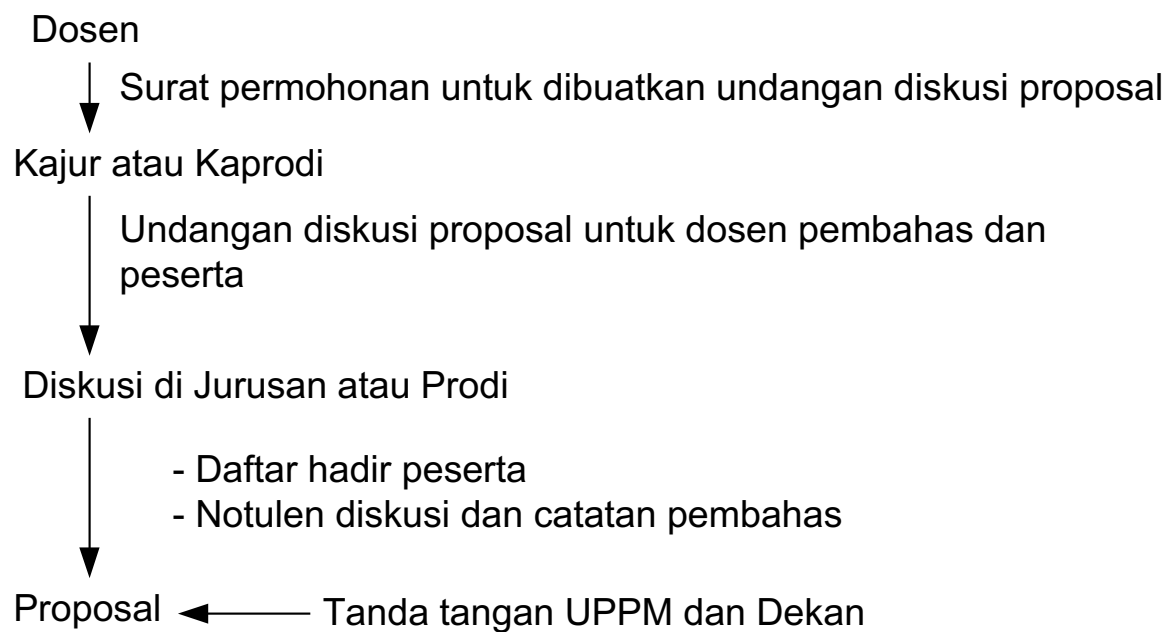 Dosen
Surat permohonan untuk dibuatkan undangan diskusi proposal
Kajur atau Kaprodi
Undangan diskusi proposal untuk dosen pembahas dan
peserta
Diskusi di Jurusan atau Prodi
- Daftar hadir peserta
- Notulen diskusi dan catatan pembahas
Proposal
Tanda tangan UPPM dan Dekan